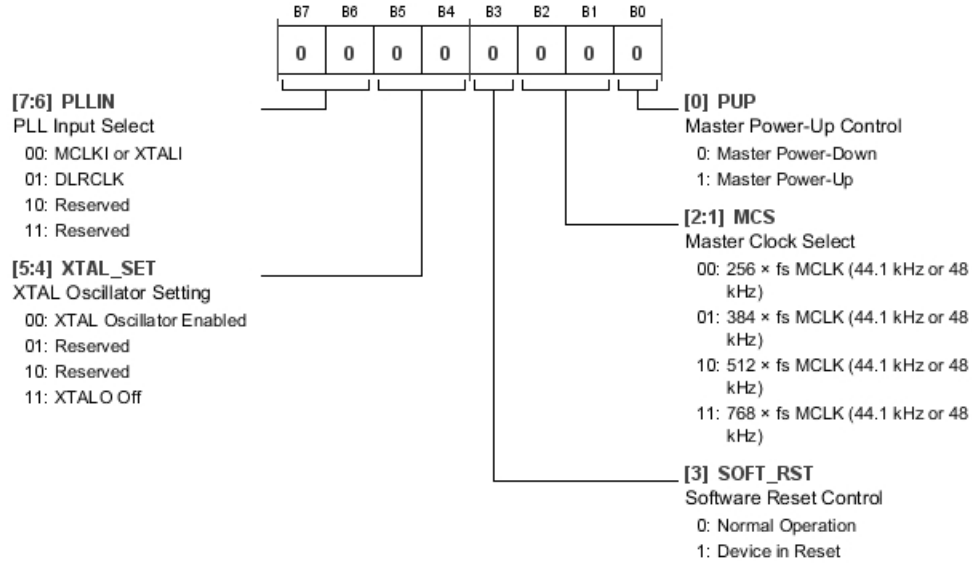 B7 B6 B5 B4 B3 B2 B1 B0
0 0 0 0 0 0 0 0
[7:6] PLLIN
PLL Input Select
00: MCLKI or XTALI
01: DLRCLK
10: Reserved
11: Reserved
[5:4] XTAL_SET
XTAL Oscillator Setting
00: XTAL Oscillator Enabled
01: Reserved
10: Reserved
11: XTALO Off
[0] PUP
Master Power-Up Control
0: Master Power-Down
1: Master Power-Up
[2:1] MCS
Master Clock Select
00: 256 × fs MCLK (44.1 kHz or 48
kHz)
01: 384 × fs MCLK (44.1 kHz or 48
kHz)
10: 512 × fs MCLK (44.1 kHz or 48
kHz)
11: 768 × fs MCLK (44.1 kHz or 48
kHz)
[3] SOFT_RST
Software Reset Control
0: Normal Operation
1: Device in Reset